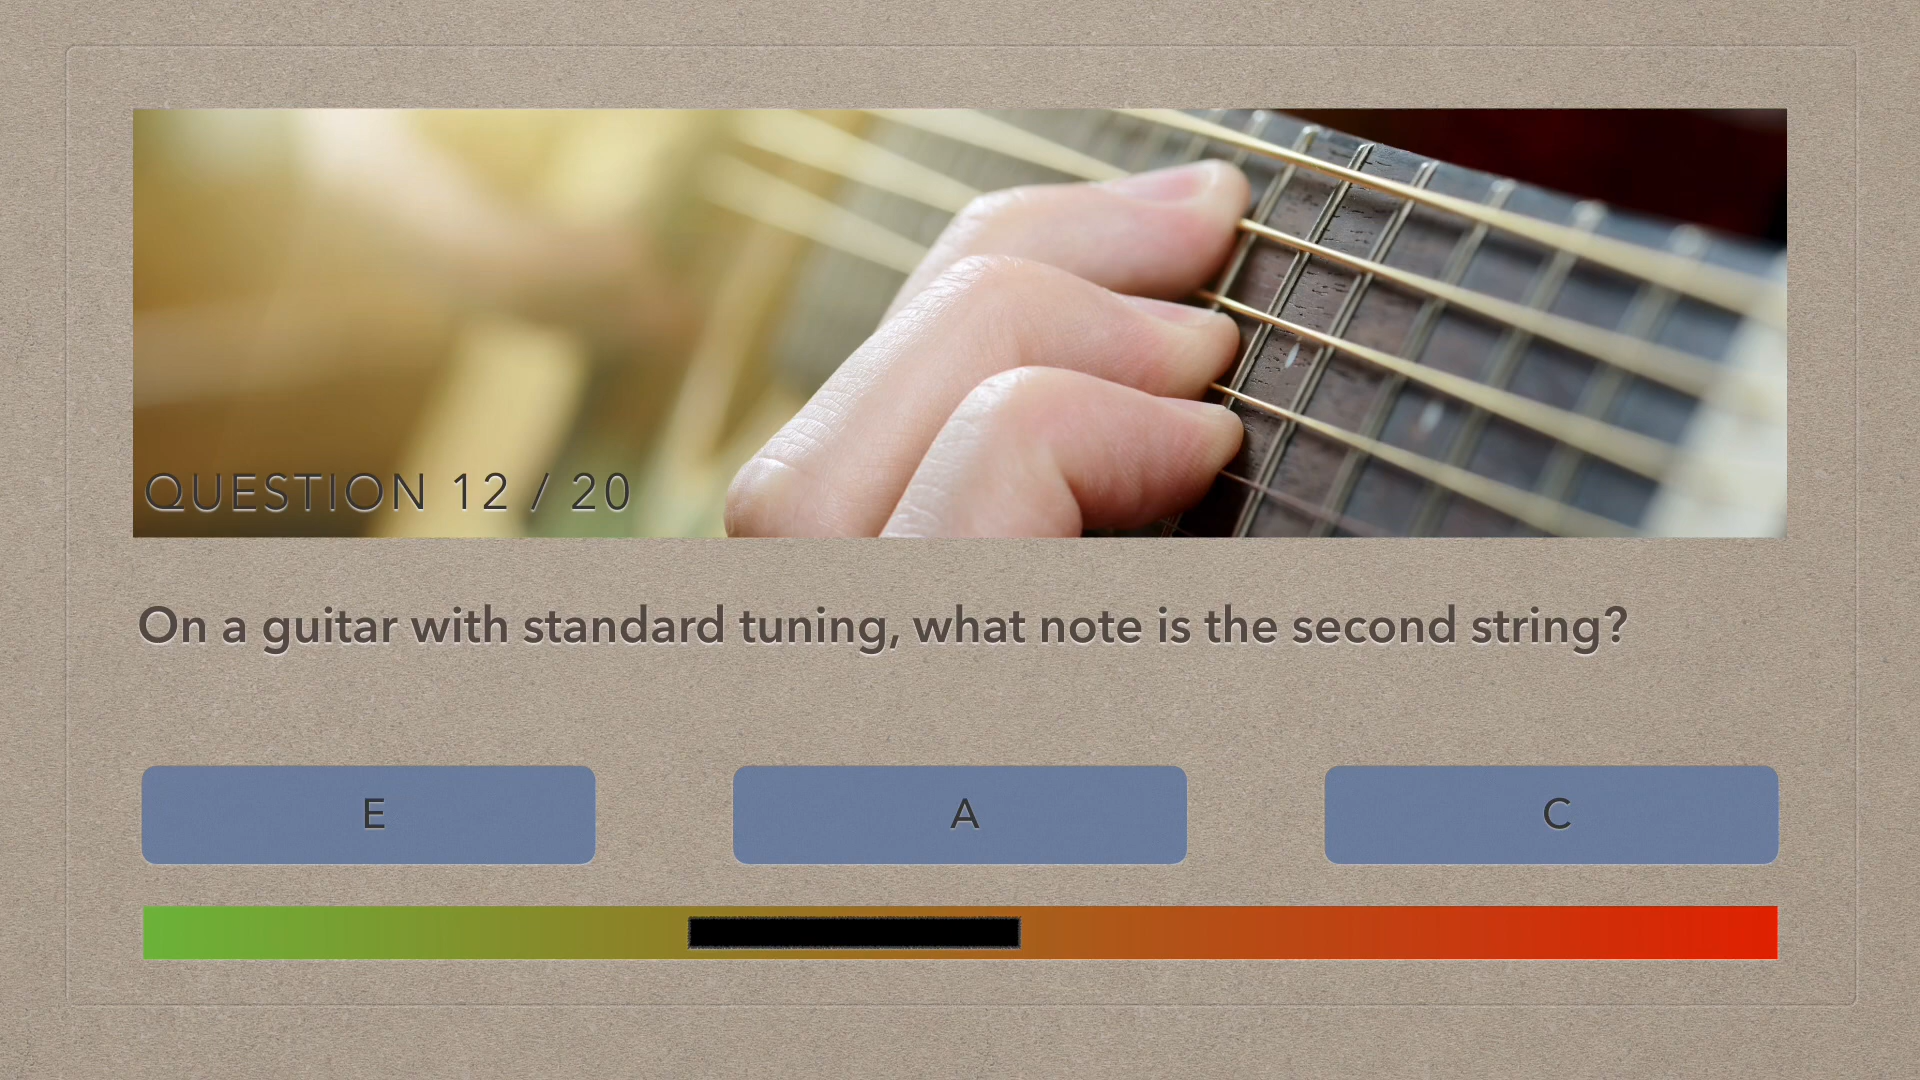 QUESTION 12 / 20
On a guitar with standard tuning, what note is the second string?
E
A
C